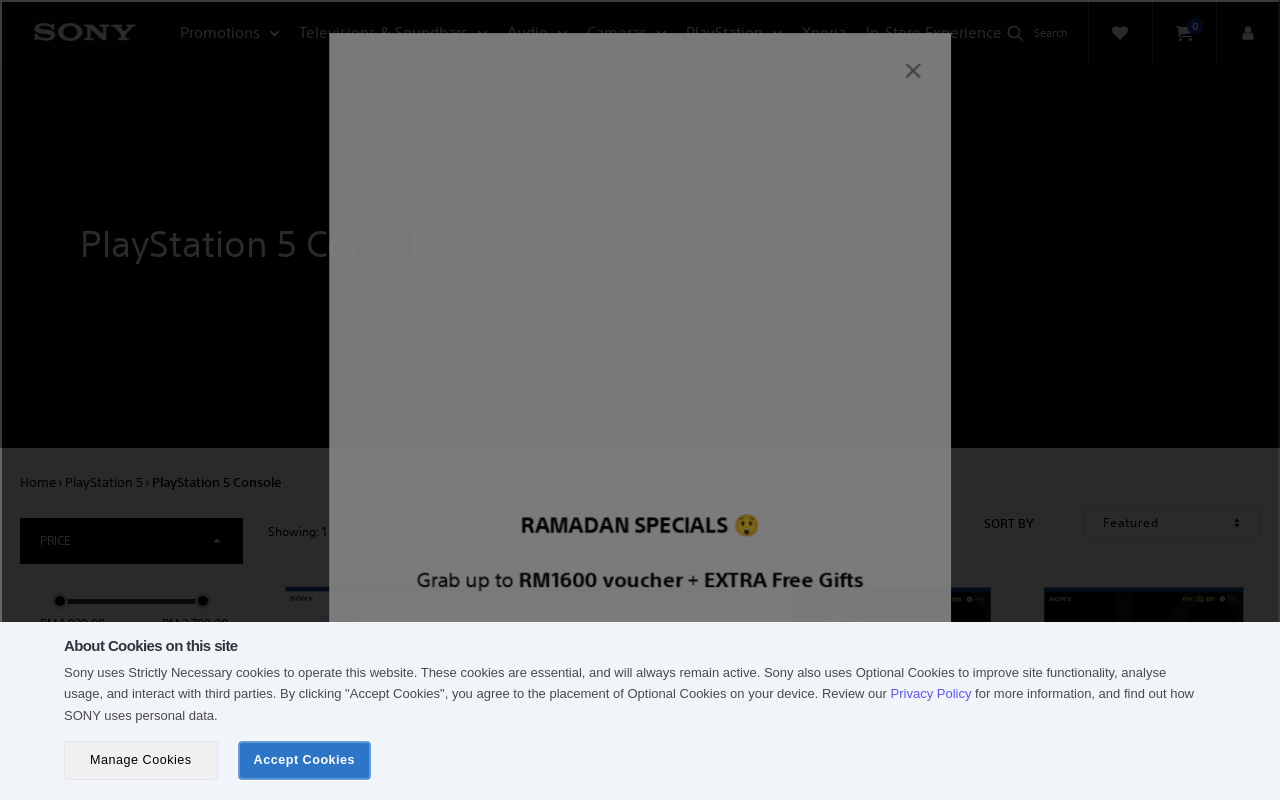 SONY
Promotions Televisions & Soundbars Audio Cameras PlayStation Xperia In-Store Experience Search 0
PlayStation 5 Console
Home › PlayStation 5 › PlayStation 5 Console
PRICE
Showing: 1
SORT BY Featured
RAMADAN SPECIALS 😲
Grab up to RM1600 voucher + EXTRA Free Gifts
SONY
SONY
About Cookies on this site
Sony uses Strictly Necessary cookies to operate this website. These cookies are essential, and will always remain active. Sony also uses Optional Cookies to improve site functionality, analyse
usage, and interact with third parties. By clicking "Accept Cookies", you agree to the placement of Optional Cookies on your device. Review our Privacy Policy for more information, and find out how
SONY uses personal data.
Manage Cookies Accept Cookies